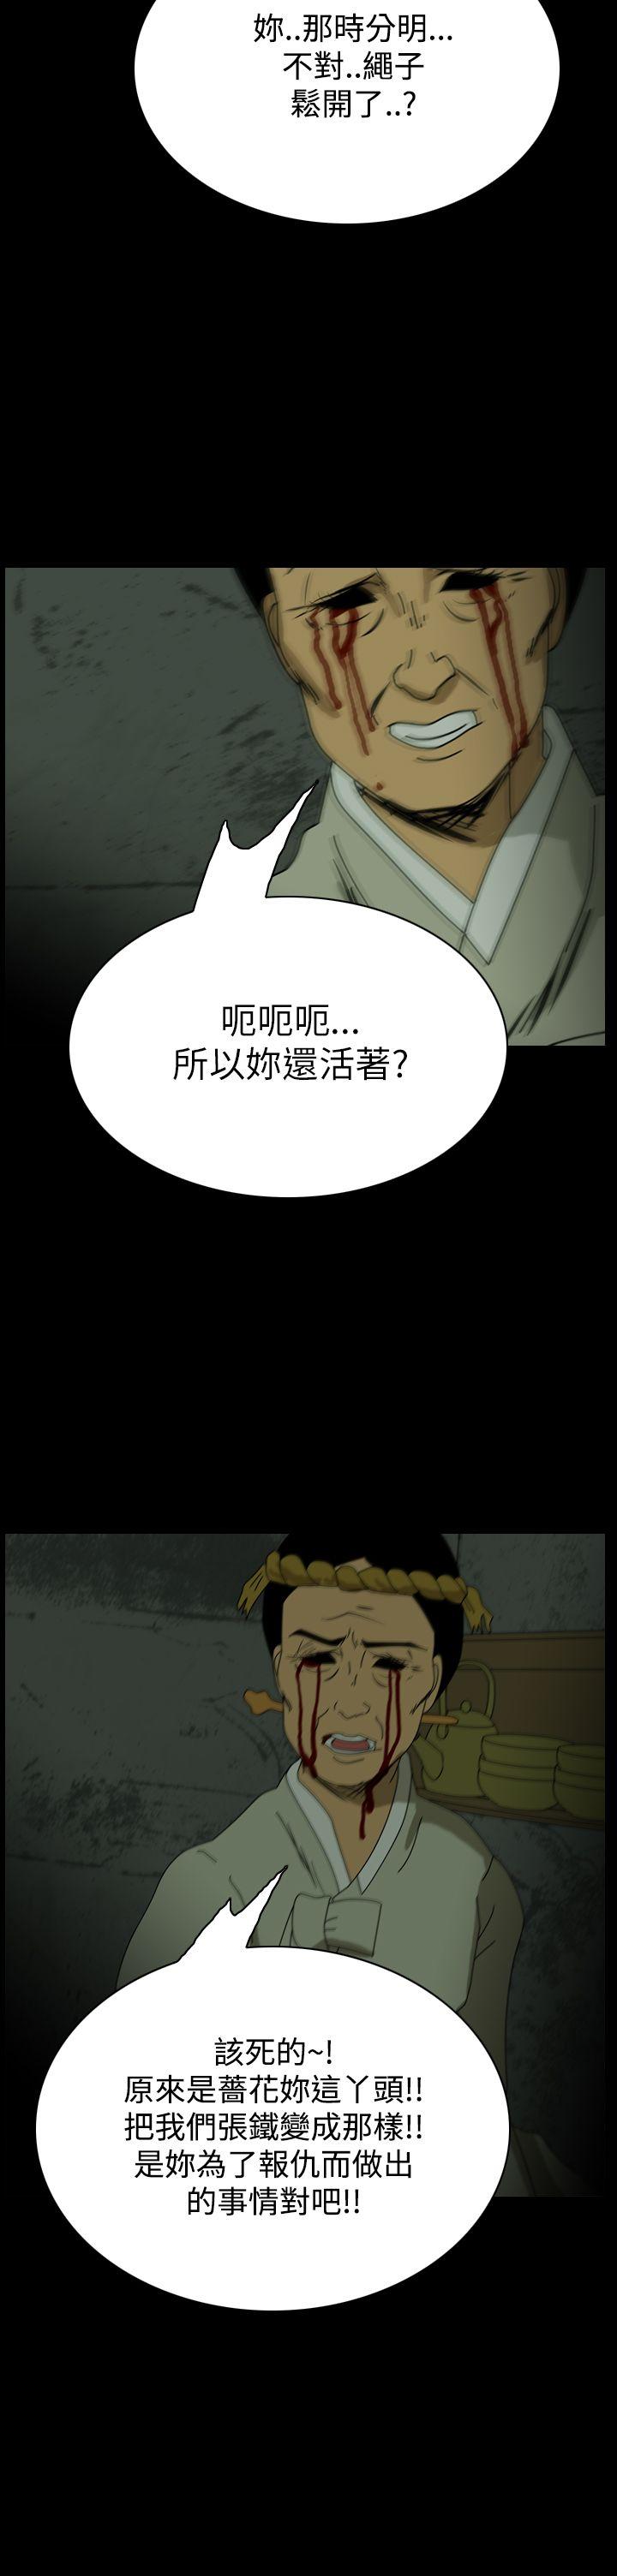 妳..那時分明...
不對..繩子
鬆開了..?
呃呃呃...
所以妳還活著?
該死的~!
原來是薔花妳這丫頭!!
把我們張鐵變成那樣!!
是妳為了報仇而做出
的事情對吧!!